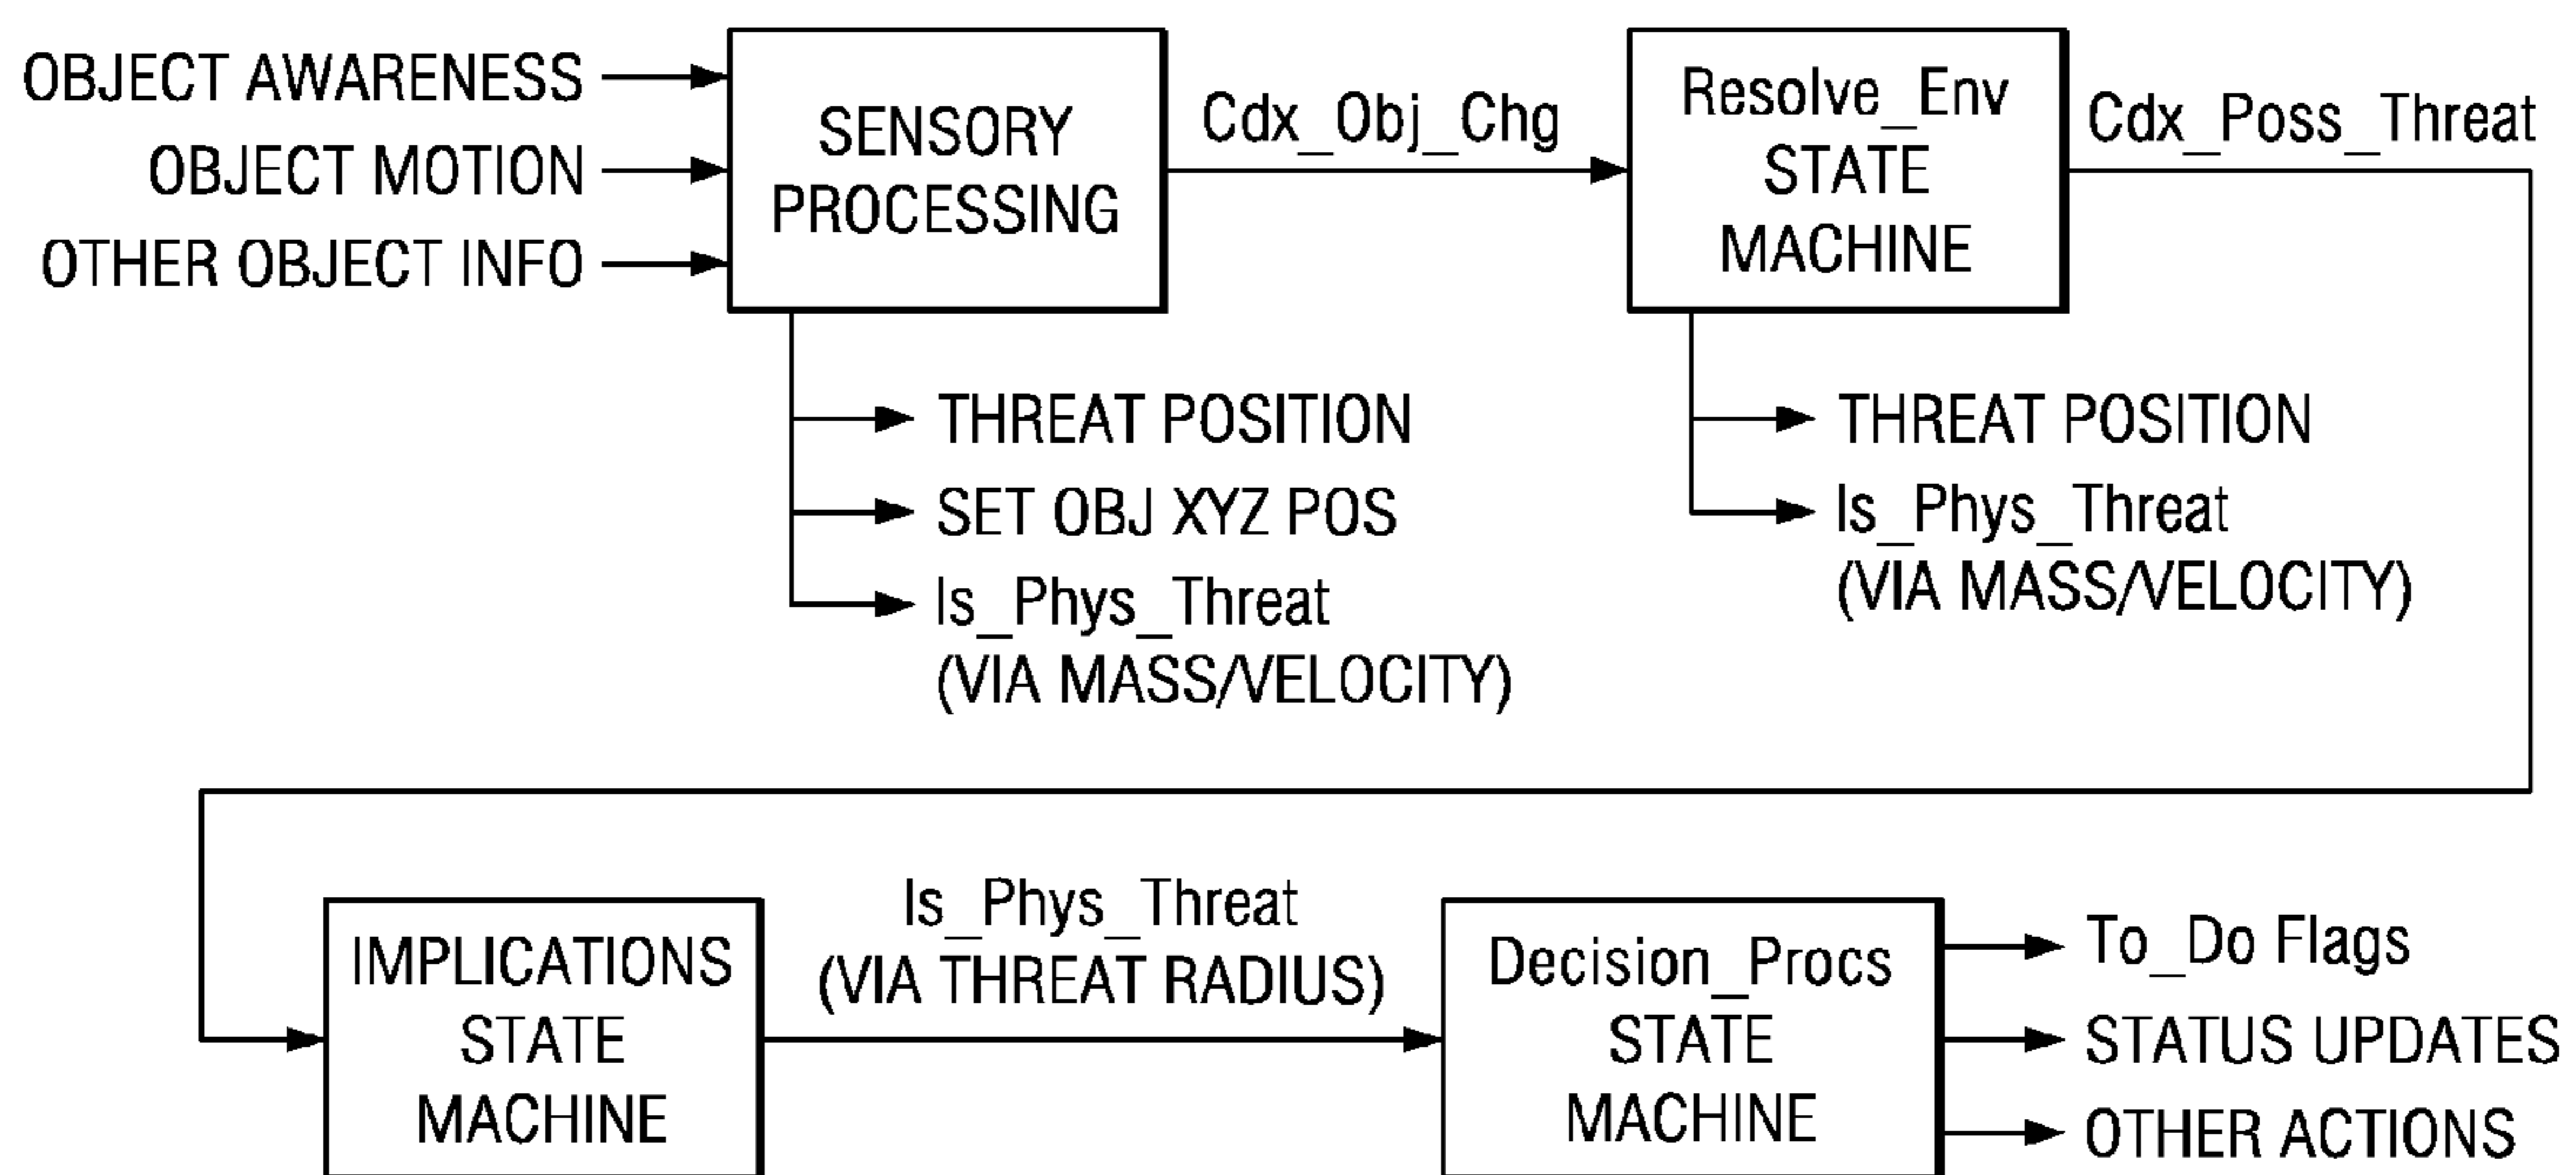 OBJECT AWARENESS
OBJECT MOTION
OTHER OBJECT INFO
SENSORY
PROCESSING
Cdx_Obj_Chg
Resolve_Env
STATE
MACHINE
Cdx_Poss_Threat
THREAT POSITION
SET OBJ XYZ POS
Is_Phys_Threat
(VIA MASS/VELOCITY)
THREAT POSITION
Is_Phys_Threat
(VIA MASS/VELOCITY)
IMPLICATIONS
STATE
MACHINE
Is_Phys_Threat
(VIA THREAT RADIUS)
Decision_Procs
STATE
MACHINE
To_Do Flags
STATUS UPDATES
OTHER ACTIONS